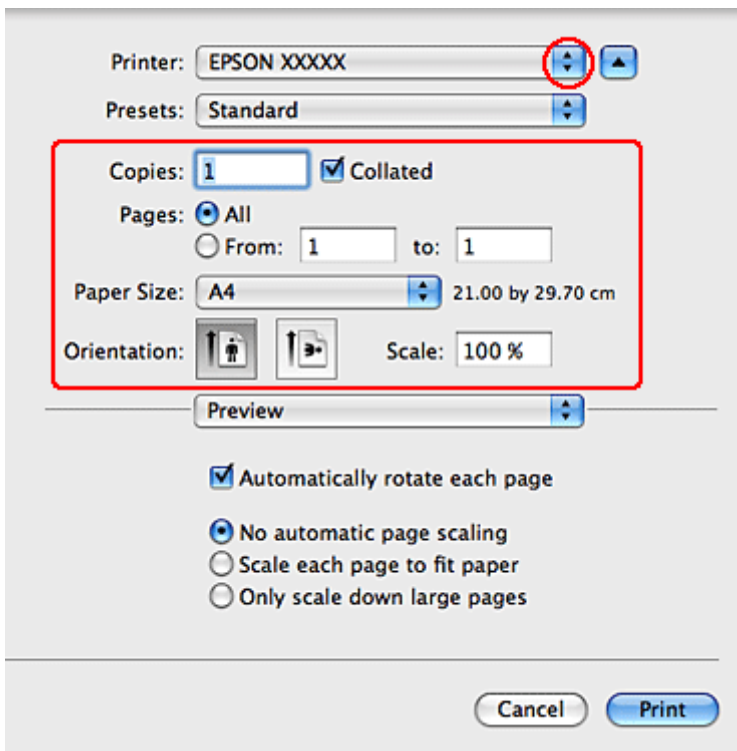 Printer: EPSON XXXXX
Presets: Standard
Copies: 1 Collated
Pages: All
From: 1 to: 1
Paper Size: A4 21.00 by 29.70 cm
Orientation: Scale: 100 %
Preview
Automatically rotate each page
No automatic page scaling
Scale each page to fit paper
Only scale down large pages
Cancel Print